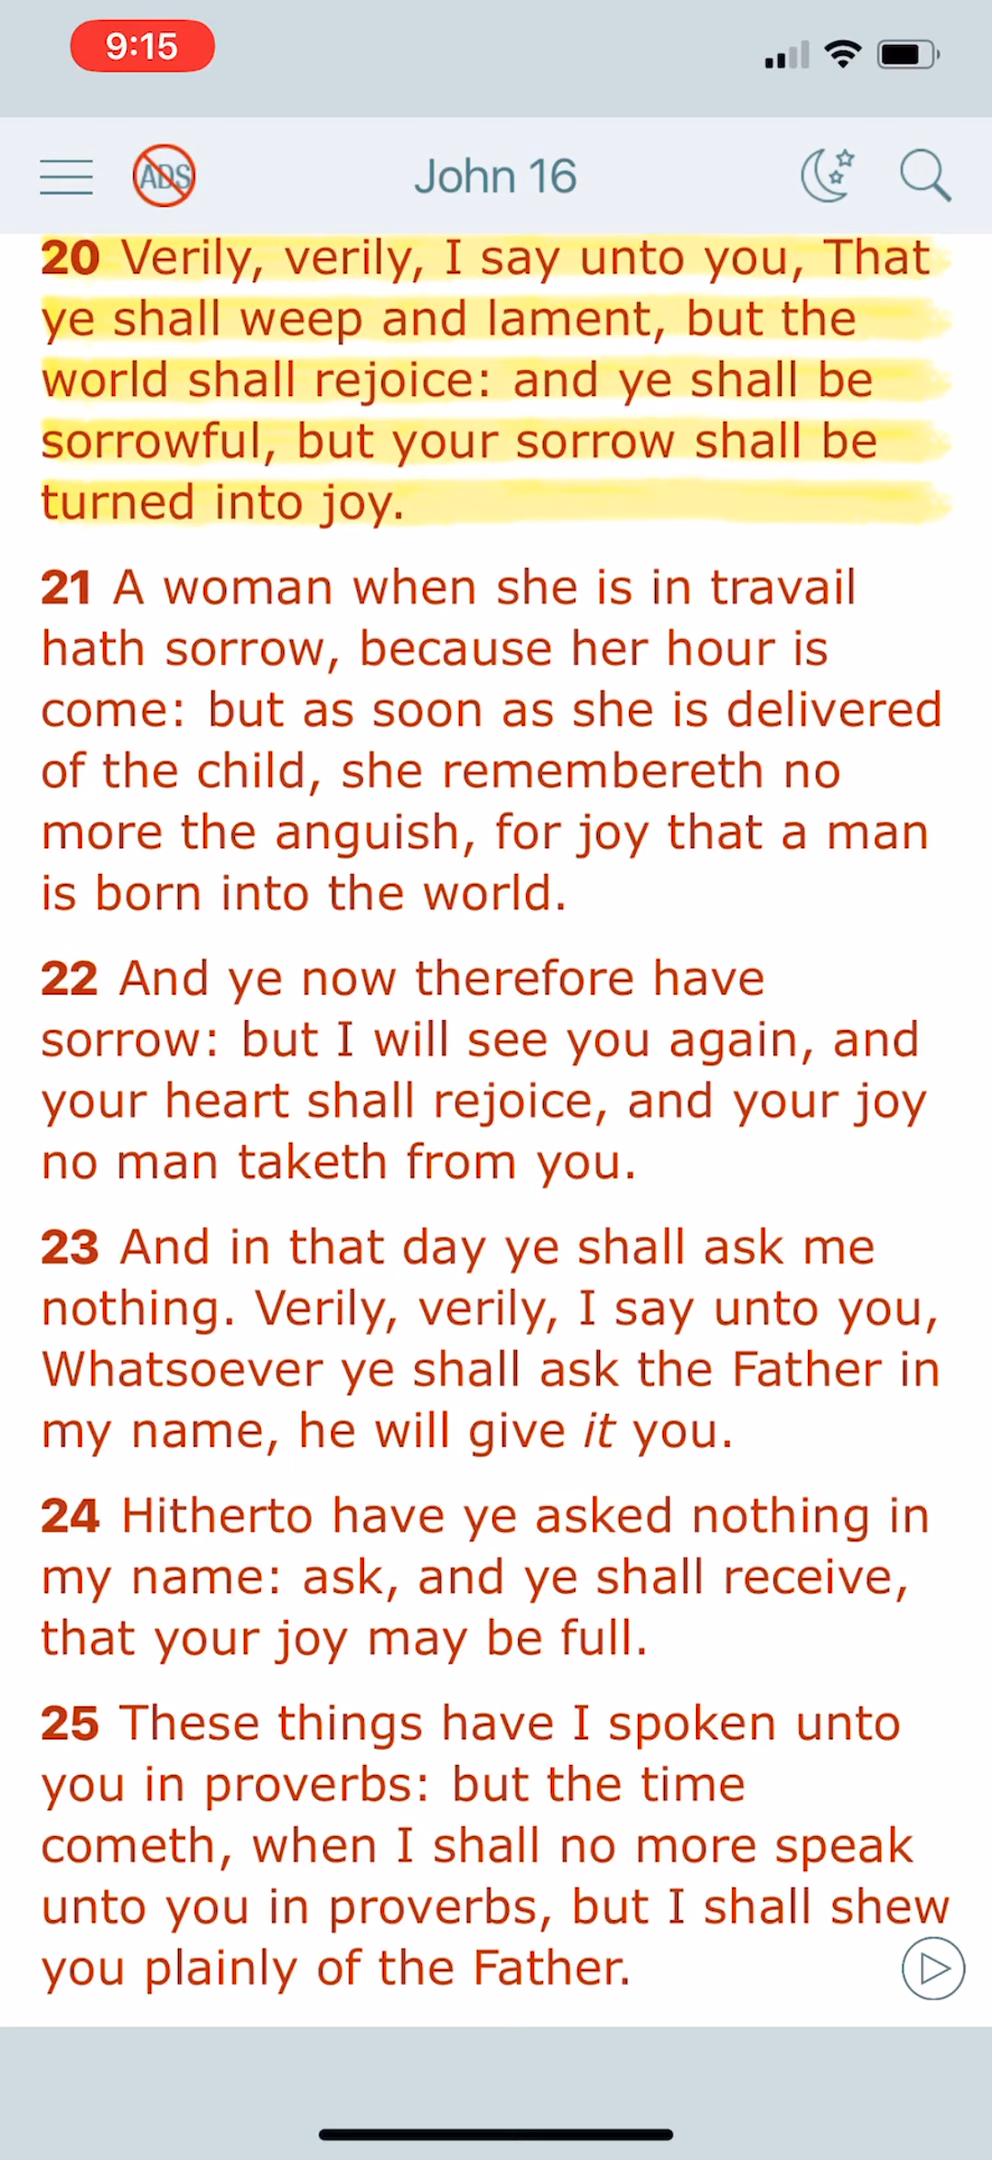 9:15
ADS
John 16
20 Verily, verily, I say unto you, That
ye shall weep and lament, but the
world shall rejoice: and ye shall be
sorrowful, but your sorrow shall be
turned into joy.
21 A woman when she is in travail
hath sorrow, because her hour is
come: but as soon as she is delivered
of the child, she remembereth no
more the anguish, for joy that a man
is born into the world.
22 And ye now therefore have
sorrow: but I will see you again, and
your heart shall rejoice, and your joy
no man taketh from you.
23 And in that day ye shall ask me
nothing. Verily, verily, I say unto you,
Whatsoever ye shall ask the Father in
my name, he will give it you.
24 Hitherto have ye asked nothing in
my name: ask, and ye shall receive,
that your joy may be full.
25 These things have I spoken unto
you in proverbs: but the time
cometh, when I shall no more speak
unto you in proverbs, but I shall shew
you plainly of the Father.